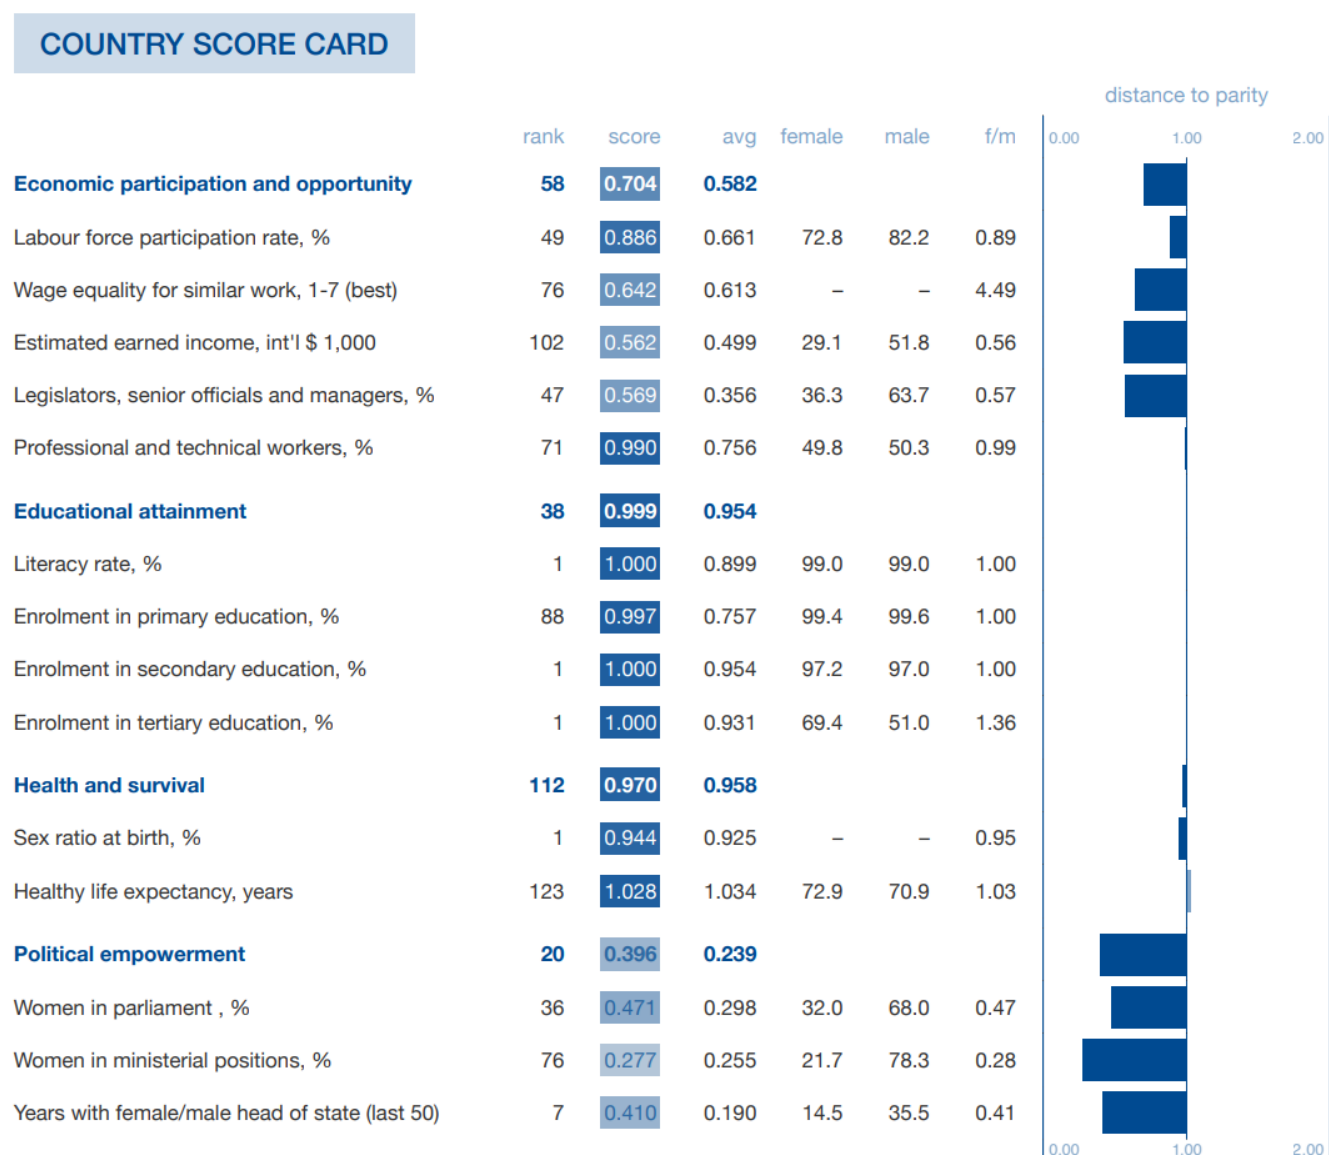 COUNTRY SCORE CARD
distance to parity
rank score avg female male f/m 0.00 1.00 2.00
Economic participation and opportunity 58 0.704 0.582
Labour force participation rate, % 49 0.886 0.661 72.8 82.2 0.89
Wage equality for similar work, 1-7 (best) 76 0.642 0.613 – – 4.49
Estimated earned income, int'l $ 1,000 102 0.562 0.499 29.1 51.8 0.56
Legislators, senior officials and managers, % 47 0.569 0.356 36.3 63.7 0.57
Professional and technical workers, % 71 0.990 0.756 49.8 50.3 0.99
Educational attainment 38 0.999 0.954
Literacy rate, % 1 1.000 0.899 99.0 99.0 1.00
Enrolment in primary education, % 88 0.997 0.757 99.4 99.6 1.00
Enrolment in secondary education, % 1 1.000 0.954 97.2 97.0 1.00
Enrolment in tertiary education, % 1 1.000 0.931 69.4 51.0 1.36
Health and survival 112 0.970 0.958
Sex ratio at birth, % 1 0.944 0.925 – – 0.95
Healthy life expectancy, years 123 1.028 1.034 72.9 70.9 1.03
Political empowerment 20 0.396 0.239
Women in parliament , % 36 0.471 0.298 32.0 68.0 0.47
Women in ministerial positions, % 76 0.277 0.255 21.7 78.3 0.28
Years with female/male head of state (last 50) 7 0.410 0.190 14.5 35.5 0.41
0.00 1.00 2.00